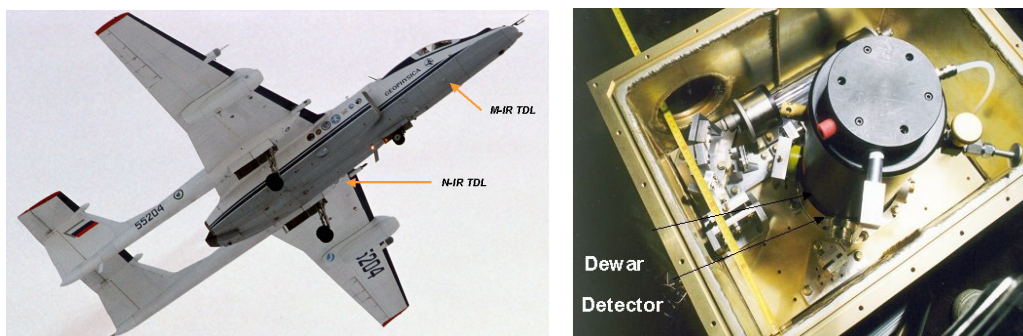 GEOPHYSICA
M-IR TDL
N-IR TDL
55204
204
Dewar
Detector